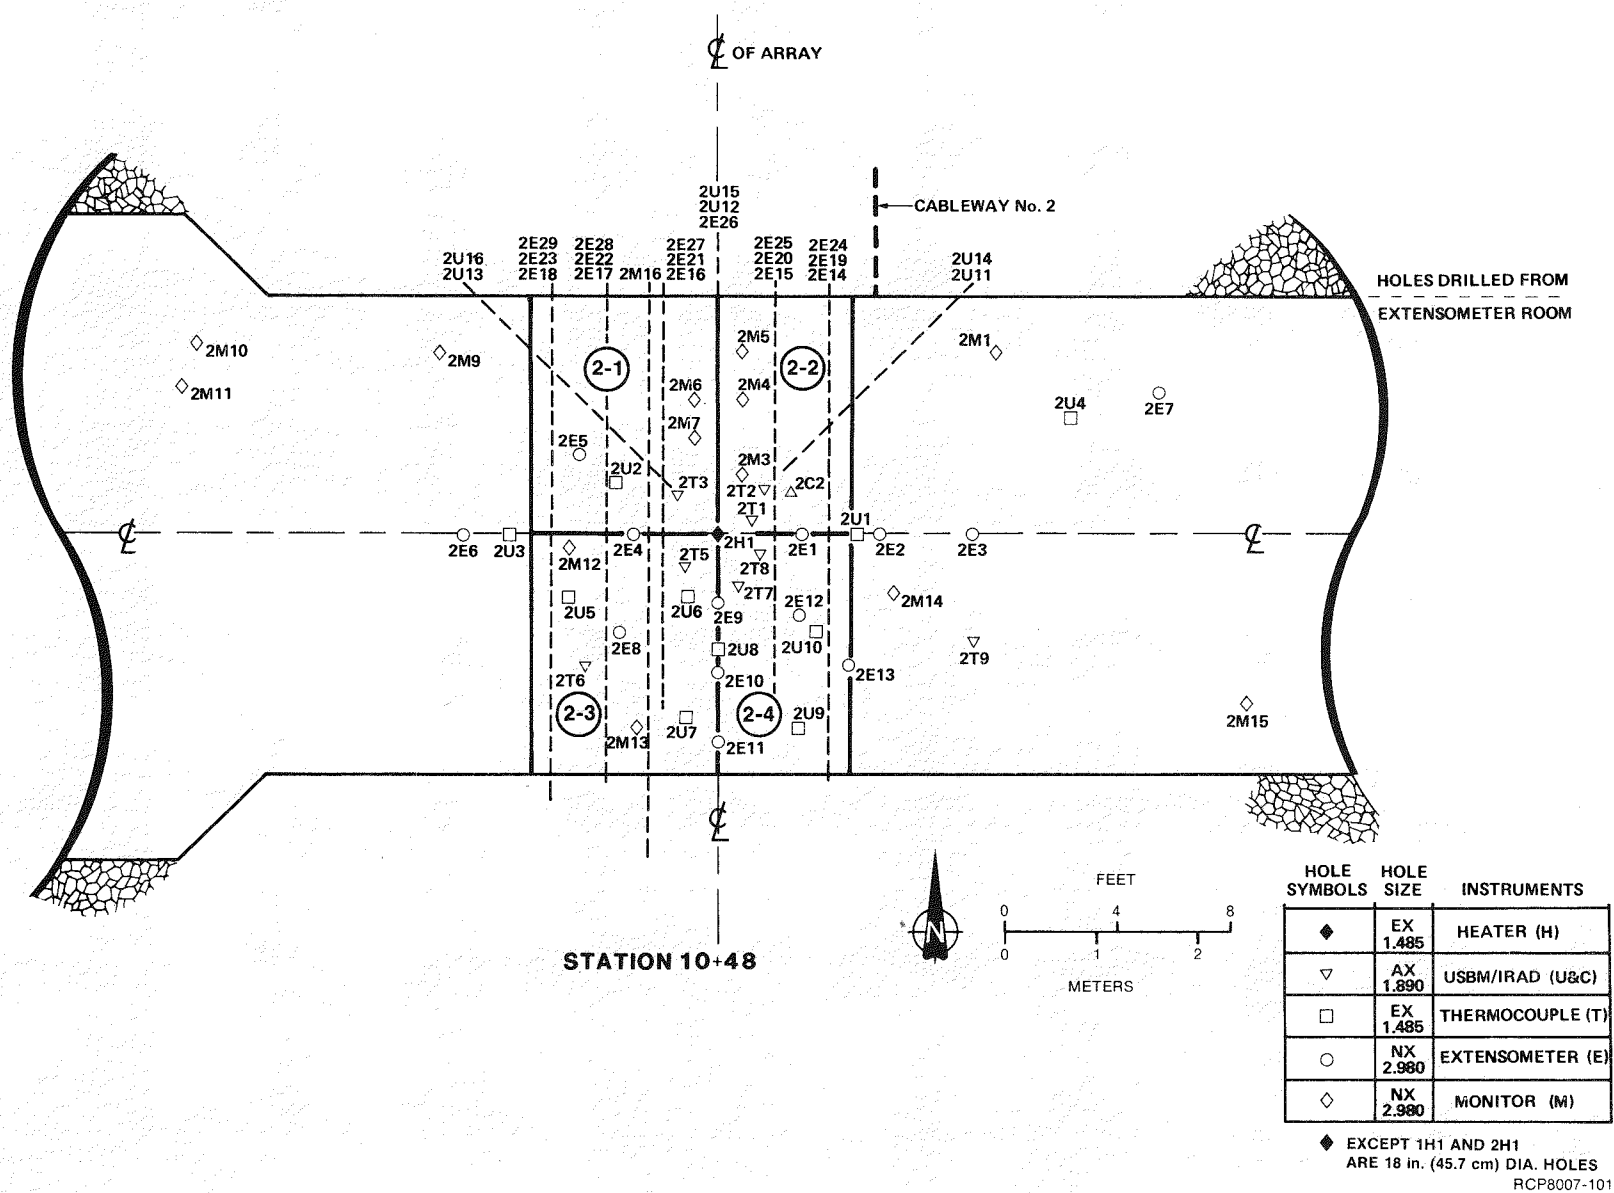 ℄ OF ARRAY
2U15
2U12
2E26
CABLEWAY No. 2
2U16
2U13
2E29
2E23
2E18
2E28
2E22
2E17
2M16
2E27
2E21
2E16
2E25
2E20
2E15
2E24
2E19
2E14
2U14
2U11
HOLES DRILLED FROM
EXTENSOMETER ROOM
2M10
2M11
2M9
2-1
2M5
2-2
2M1
2M6
2M4
2M7
2U4
2E7
2E5
2U2
2M3
2T3
2T2
2C2
2T1
2U1
℄
2E6
2U3
2E4
2H1
2E1
2E2
2E3
℄
2M12
2T5
2T8
2T7
2U5
2U6
2E9
2E12
2M14
2E8
2U8
2U10
2T9
2T6
2E10
2E13
2-3
2-4
2U9
2M15
2M13
2U7
2E11
℄
STATION 10+48
N
FEET
0 4 8
0 1 2
METERS
HOLE SYMBOLS HOLE SIZE INSTRUMENTS
EX 1.485 HEATER (H)
AX 1.890 USBM/IRAD (U&C)
EX 1.485 THERMOCOUPLE (T)
NX 2.980 EXTENSOMETER (E)
NX 2.980 MONITOR (M)
EXCEPT 1H1 AND 2H1
ARE 18 in. (45.7 cm) DIA. HOLES
RCP8007-101